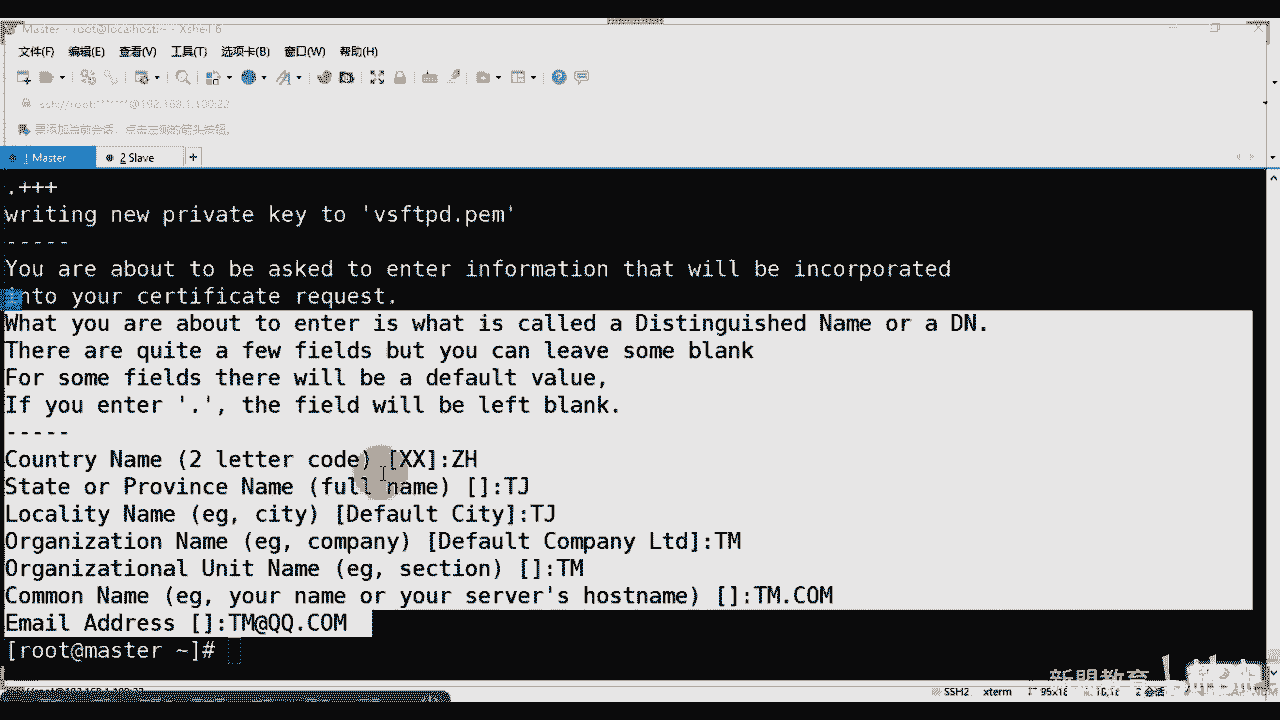 Master - root@localhost:~ - Xshell 6
文件(F) 编辑(E) 查看(V) 工具(T) 选项卡(B) 窗口(W) 帮助(H)
ssh://root:******@192.168.1.100:22
要添加当前会话，点击左侧的箭头按钮。
1 Master 2 Slave +
.+++
writing new private key to 'vsftpd.pem'
-----
You are about to be asked to enter information that will be incorporated
into your certificate request.
What you are about to enter is what is called a Distinguished Name or a DN.
There are quite a few fields but you can leave some blank
For some fields there will be a default value,
If you enter '.', the field will be left blank.
-----
Country Name (2 letter code) [XX]:ZH
State or Province Name (full name) []:TJ
Locality Name (eg, city) [Default City]:TJ
Organization Name (eg, company) [Default Company Ltd]:TM
Organizational Unit Name (eg, section) []:TM
Common Name (eg, your name or your server's hostname) []:TM.COM
Email Address []:TM@QQ.COM
[root@master ~]#
新盟教育
SSH2 xterm